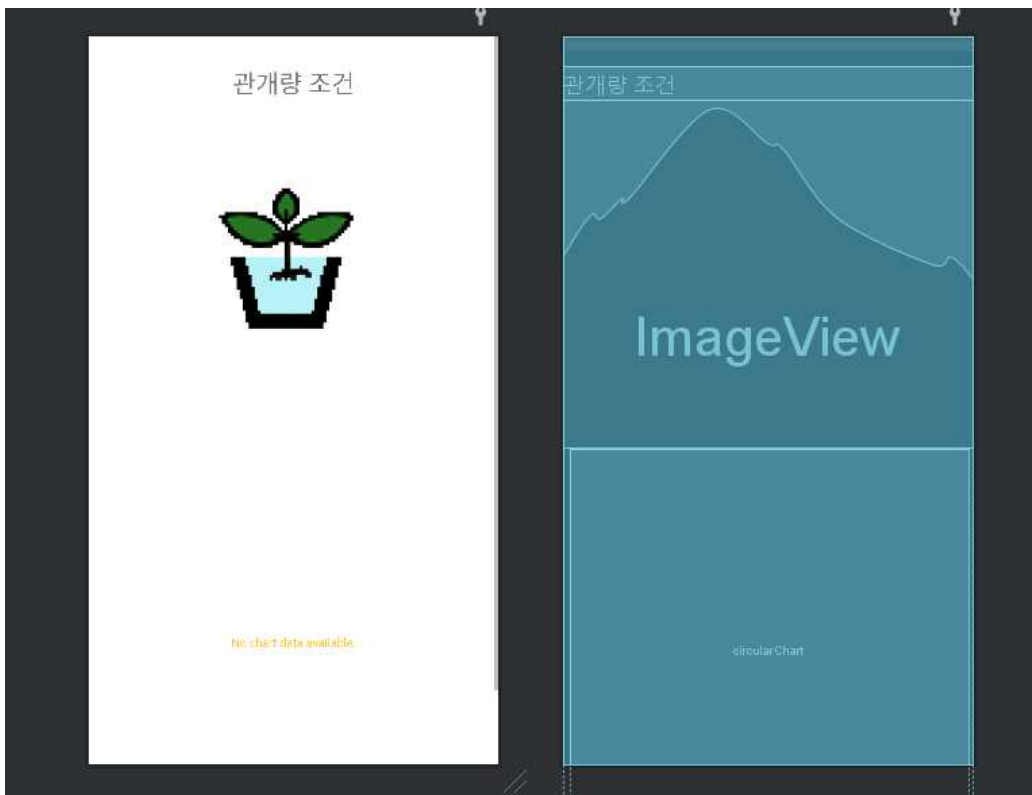 관개량 조건
No chart data available.
관개량 조건
ImageView
circularChart